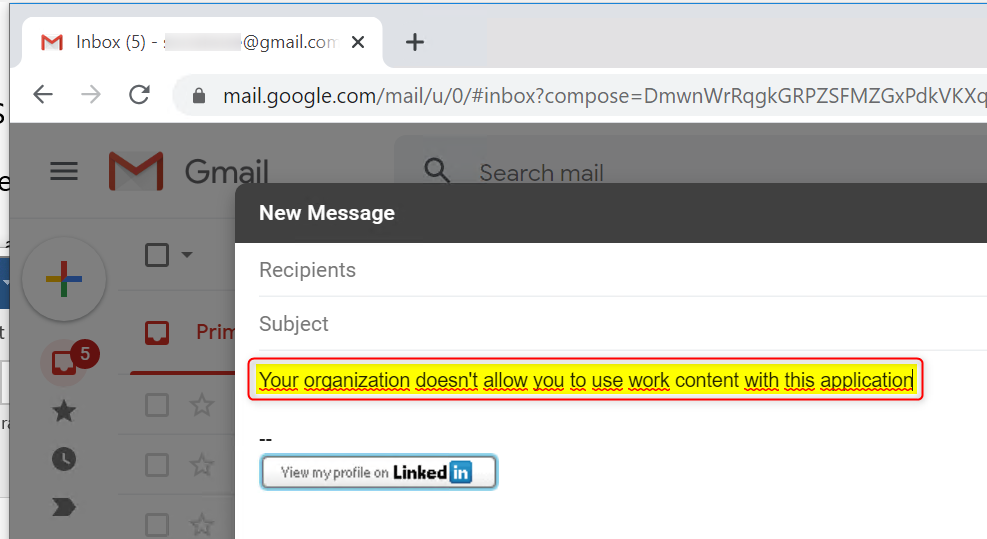 Inbox (5) - @gmail.com
mail.google.com/mail/u/0/#inbox?compose=DmwnWrRqgkGRPZSFMZGxPdkVKXq
Gmail
Search mail
New Message
Recipients
Subject
5
Prim
Your organization doesn't allow you to use work content with this application
--
View my profile on Linked in